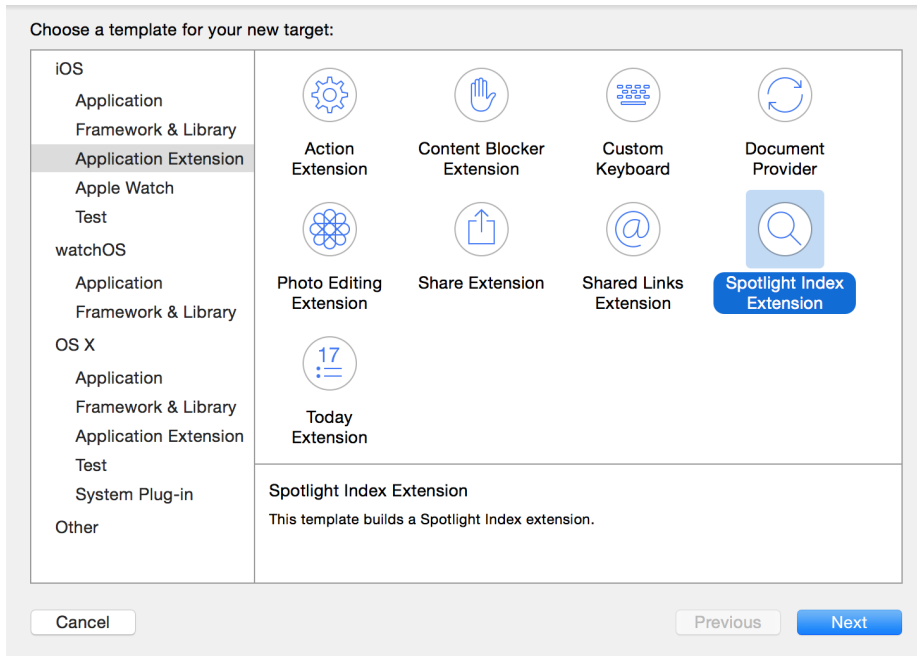 Choose a template for your new target:
iOS
Application
Framework & Library
Application Extension
Apple Watch
Test
watchOS
Application
Framework & Library
OS X
Application
Framework & Library
Application Extension
Test
System Plug-in
Other
Action
Extension
Content Blocker
Extension
Custom
Keyboard
Document
Provider
Photo Editing
Extension
Share Extension
@
Shared Links
Extension
Spotlight Index
Extension
17
Today
Extension
Spotlight Index Extension
This template builds a Spotlight Index extension.
Cancel
Previous
Next